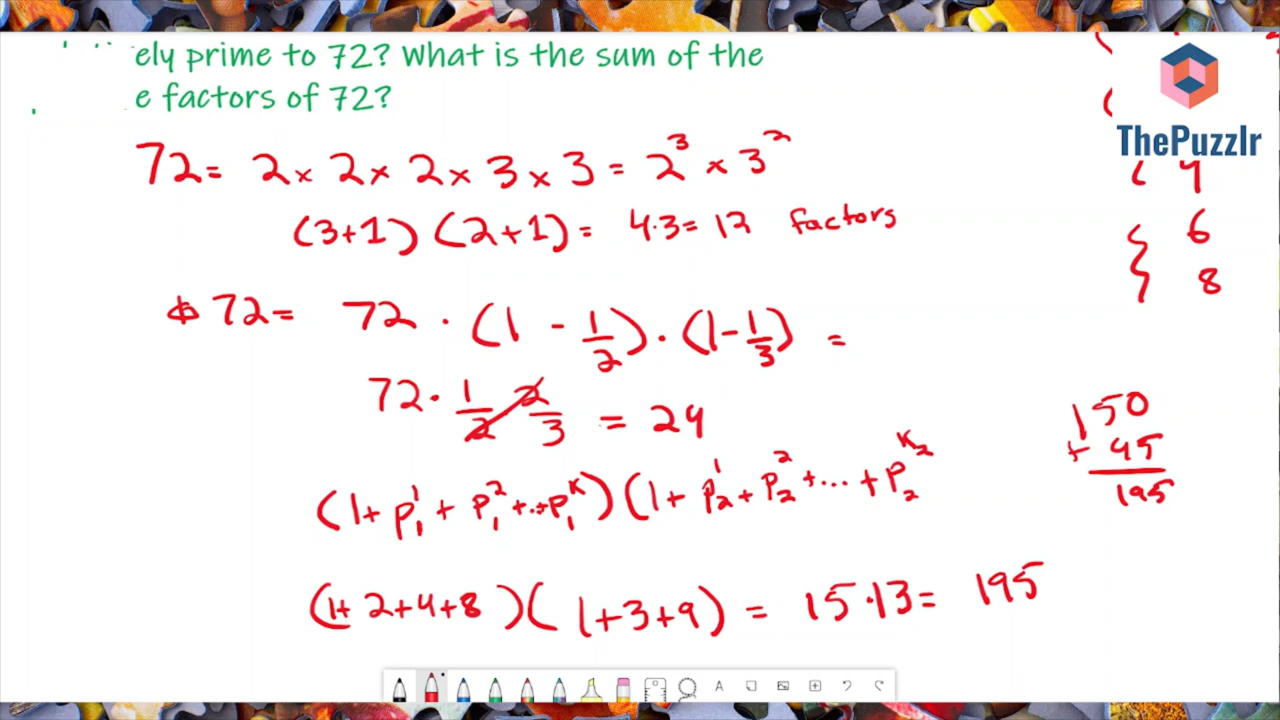 ely prime to 72? What is the sum of the
e factors of 72?
ThePuzzlr
72= 2 × 2 × 2 × 3 × 3 = 2³ × 3²
4
(3+1) (2+1) = 4·3= 12 factors
6
8
ϕ 72= 72 · (1 - 1/2) · (1 - 1/3) =
72 · 1/2 2/3 = 24
150
+ 45
195
(1+ p₁¹ + p₁² +..+p₁ᴷ) (1+ p₂¹ + p₂² +... + p₂ᴷ²
(1+ 2+4+8) (1+3+9) = 15·13= 195
A